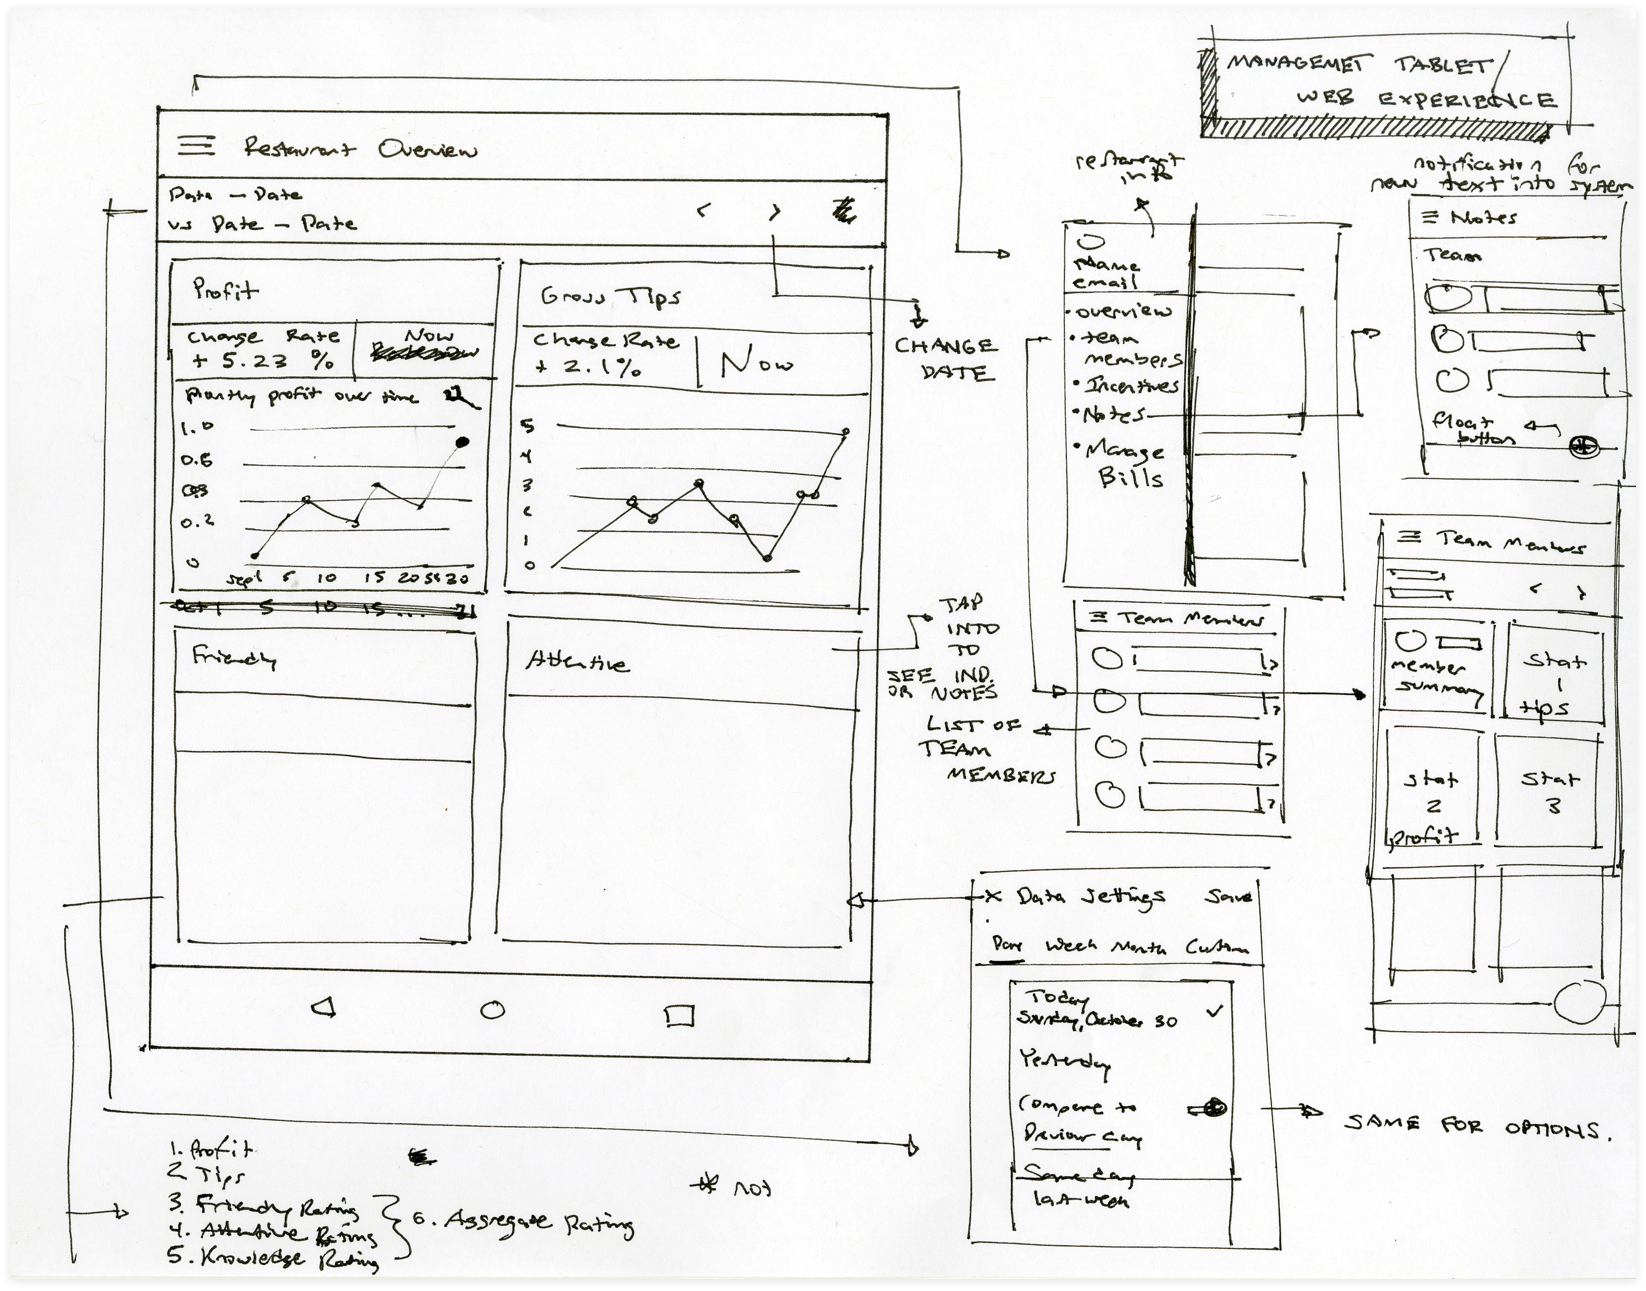 MANAGEMET TABLET/
WEB EXPERIENCE
Restaurant Overview
Data - Date
vs Date - Date
< >
Profit
Change Rate
+ 5.23 %
Now
Monthly profit over time
1.0
0.6
0.2
0
sept 5 10 15 20 30
Oct 1 5 10 15 ... 31
Gross Tips
Change Rate
+ 2.1%
Now
5
4
3
2
1
0
Friendly
Attentive
CHANGE
DATE
TAP
INTO
TO
SEE IND.
OR NOTES
LIST OF
TEAM
MEMBERS
restaurant
info
Name
email
• overview
• team
members
• Incentives
• Notes
• Manage
Bills
notification for
new text into system
Notes
Team
float
button
Team Members
Team Members
< >
member
summary
Stat
1
tips
Stat
2
profit
Stat
3
x Data Settings Save
Day Week Month Custom
Today
Sunday, October 30
Yesterday
Compare to
Previous day
Same day
last week
SAME FOR OPTIONS.
1. Profit
2 Tips
3. Friendly Rating
4. Attentive Rating
5. Knowledge Rating
6. Aggregate Rating
* not